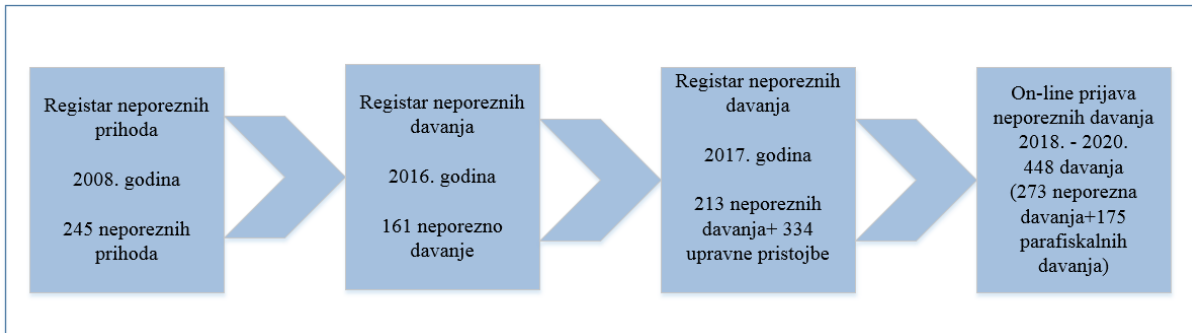 Registar neporeznih
prihoda
2008. godina
245 neporeznih
prihoda
Registar neporeznih
davanja
2016. godina
161 neporezno
davanje
Registar neporeznih
davanja
2017. godina
213 neporeznih
davanja+ 334
upravne pristojbe
On-line prijava
neporeznih davanja
2018. - 2020.
448 davanja
(273 neporezna
davanja+175
parafiskalnih
davanja)